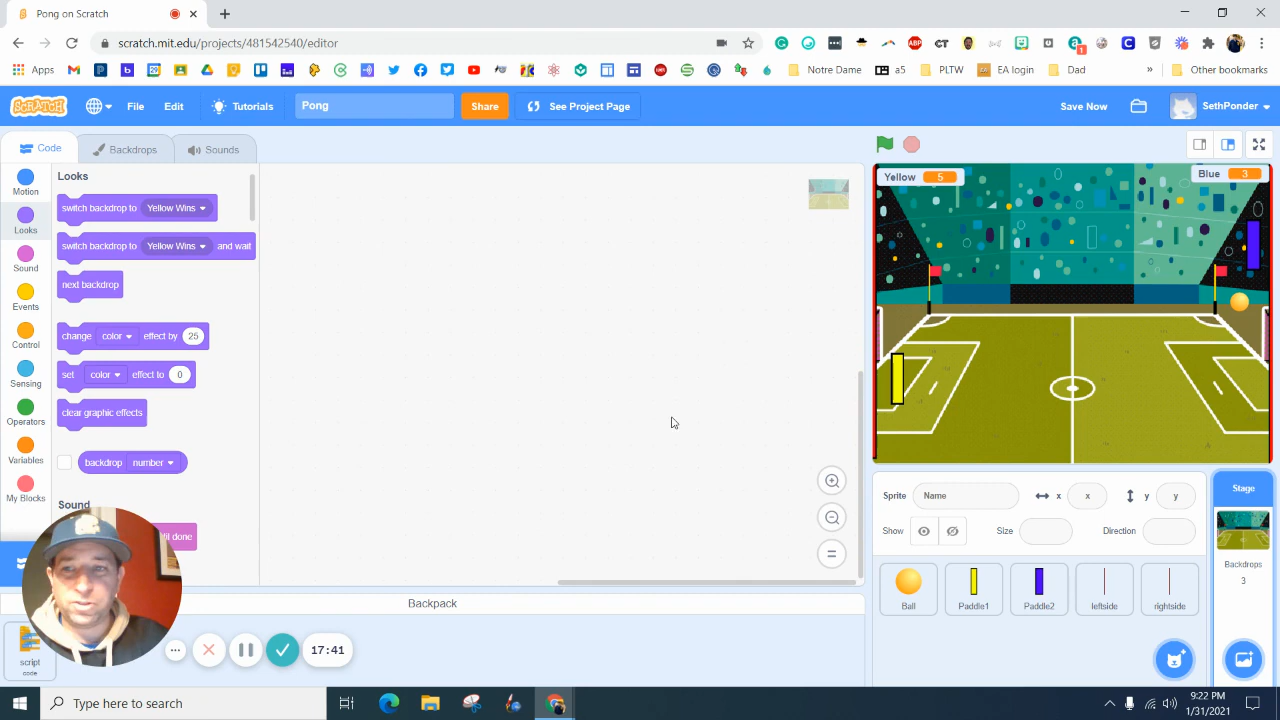 Pong on Scratch
scratch.mit.edu/projects/481542540/editor
Apps
Notre Dame
a5
PLTW
EA login
Dad
»
Other bookmarks
SCRATCH
File
Edit
Tutorials
Pong
Share
See Project Page
Save Now
SethPonder
Code
Backdrops
Sounds
Motion
Looks
Sound
Events
Control
Sensing
Operators
Variables
My Blocks
Looks
switch backdrop to Yellow Wins
switch backdrop to Yellow Wins and wait
next backdrop
change color effect by 25
set color effect to 0
clear graphic effects
backdrop number
Sound
till done
Yellow 5
Blue 3
Sprite Name x x y y
Show Size Direction
Ball
Paddle1
Paddle2
leftside
rightside
Stage
Backdrops
3
Backpack
script
code
17:41
Type here to search
9:22 PM
1/31/2021